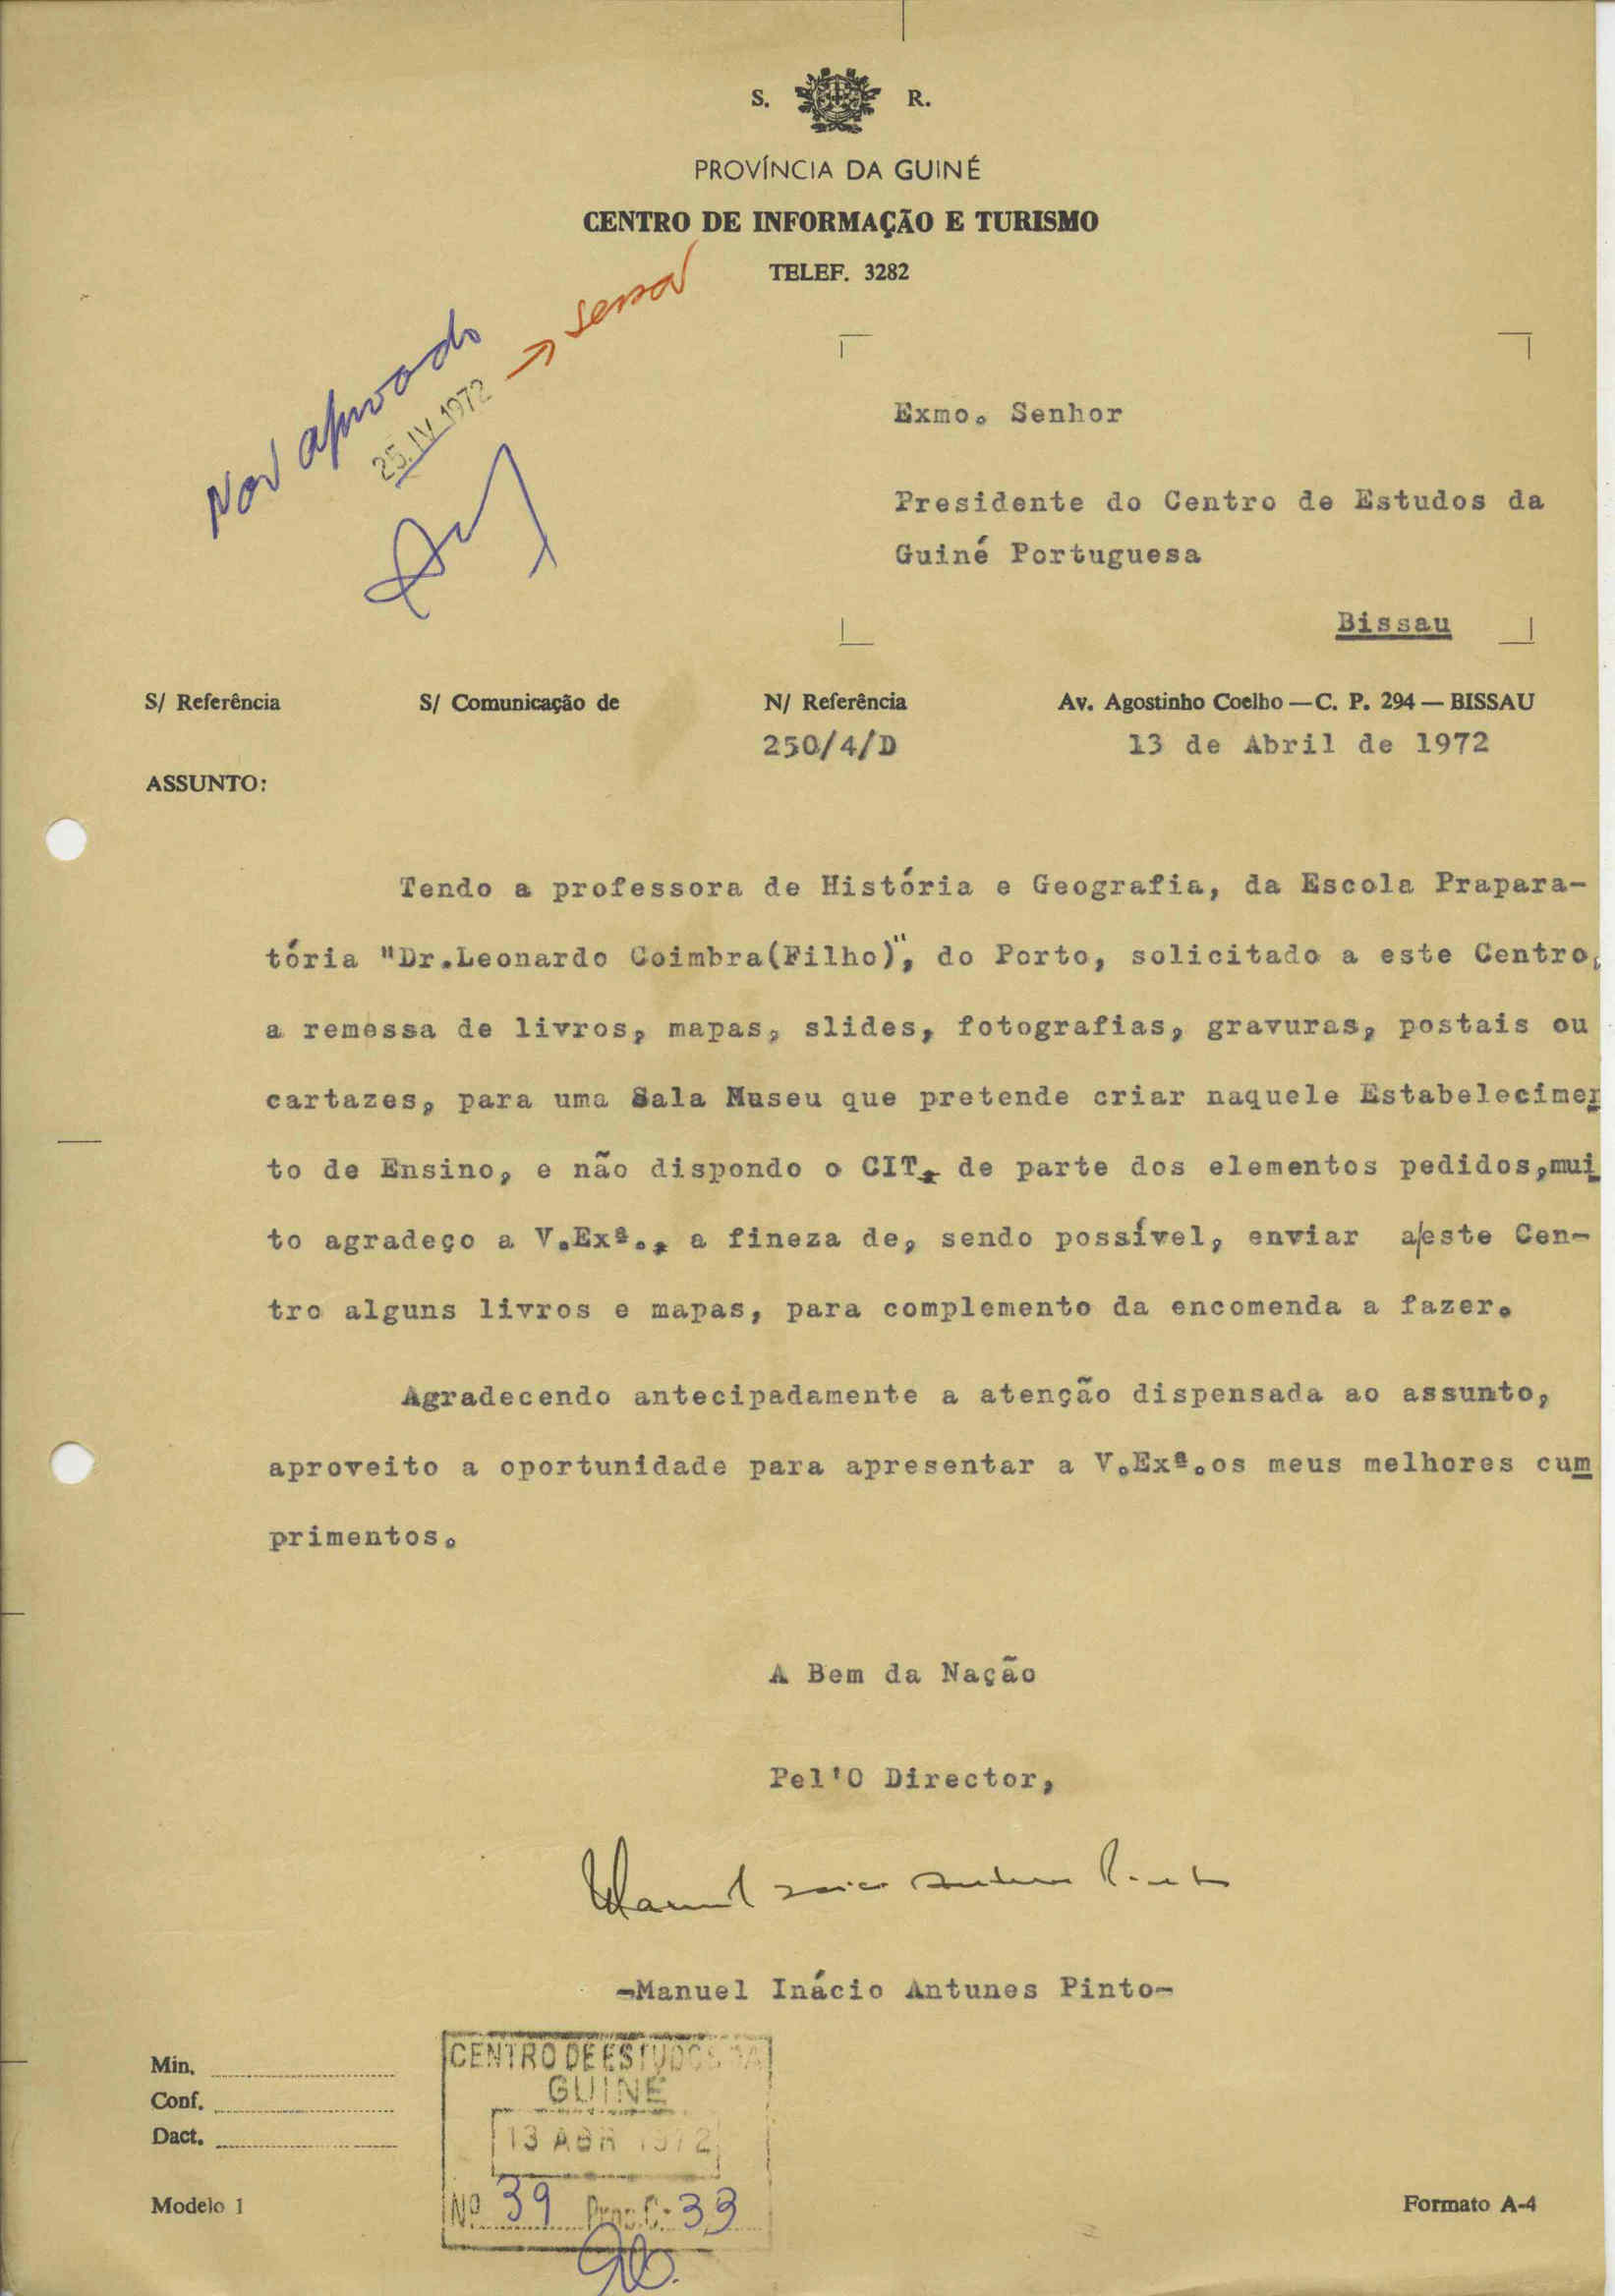 S. R.
PROVÍNCIA DA GUINÉ
CENTRO DE INFORMAÇÃO E TURISMO
TELEF. 3282
Não aprovado
25.IV.1972
Exmo. Senhor
Presidente do Centro de Estudos da
Guiné Portuguesa
Bissau
S/ Referência S/ Comunicação de N/ Referência Av. Agostinho Coelho — C. P. 294 — BISSAU
250/4/D 13 de Abril de 1972
ASSUNTO:
Tendo a professora de História e Geografia, da Escola Prapara-
tória "Dr.Leonardo Coimbra(Filho)", do Porto, solicitado a este Centro,
a remessa de livros, mapas, slides, fotografias, gravuras, postais ou
cartazes, para uma Sala Museu que pretende criar naquele Estabelecimen
to de Ensino, e não dispondo o CIT, de parte dos elementos pedidos,mui
to agradeço a V.Exª., a fineza de, sendo possível, enviar a/este Cen-
tro alguns livros e mapas, para complemento da encomenda a fazer.
Agradecendo antecipadamente a atenção dispensada ao assunto,
aproveito a oportunidade para apresentar a V.Exª.os meus melhores cum
primentos.
A Bem da Nação
Pel'O Director,
Manuel Inácio Antunes Pinto
-Manuel Inácio Antunes Pinto-
Min.
Conf.
Dact.
CENTRO DE ESTUDOS DA
GUINÉ
13 ABR 1972
Nº 39 Proc. C: 33
Modelo 1 Formato A-4